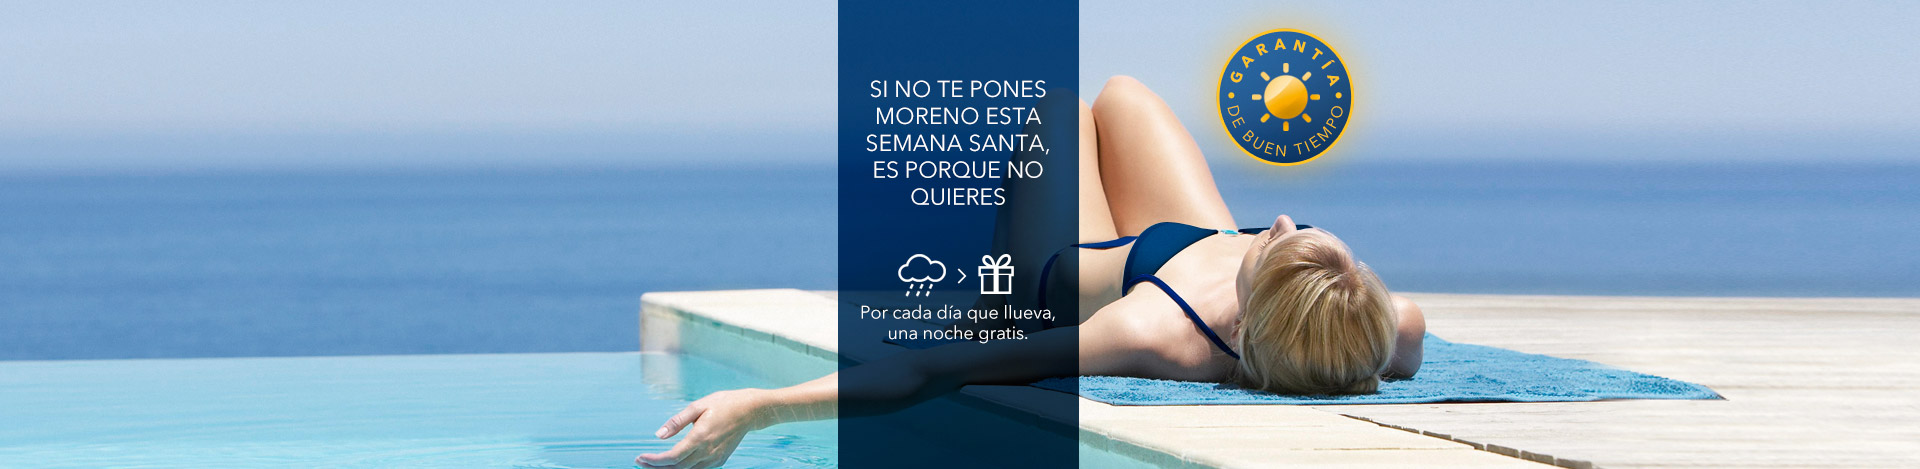 SI NO TE PONES
MORENO ESTA
SEMANA SANTA,
ES PORQUE NO
QUIERES
Por cada día que llueva,
una noche gratis.
GARANTÍA
DE BUEN TIEMPO